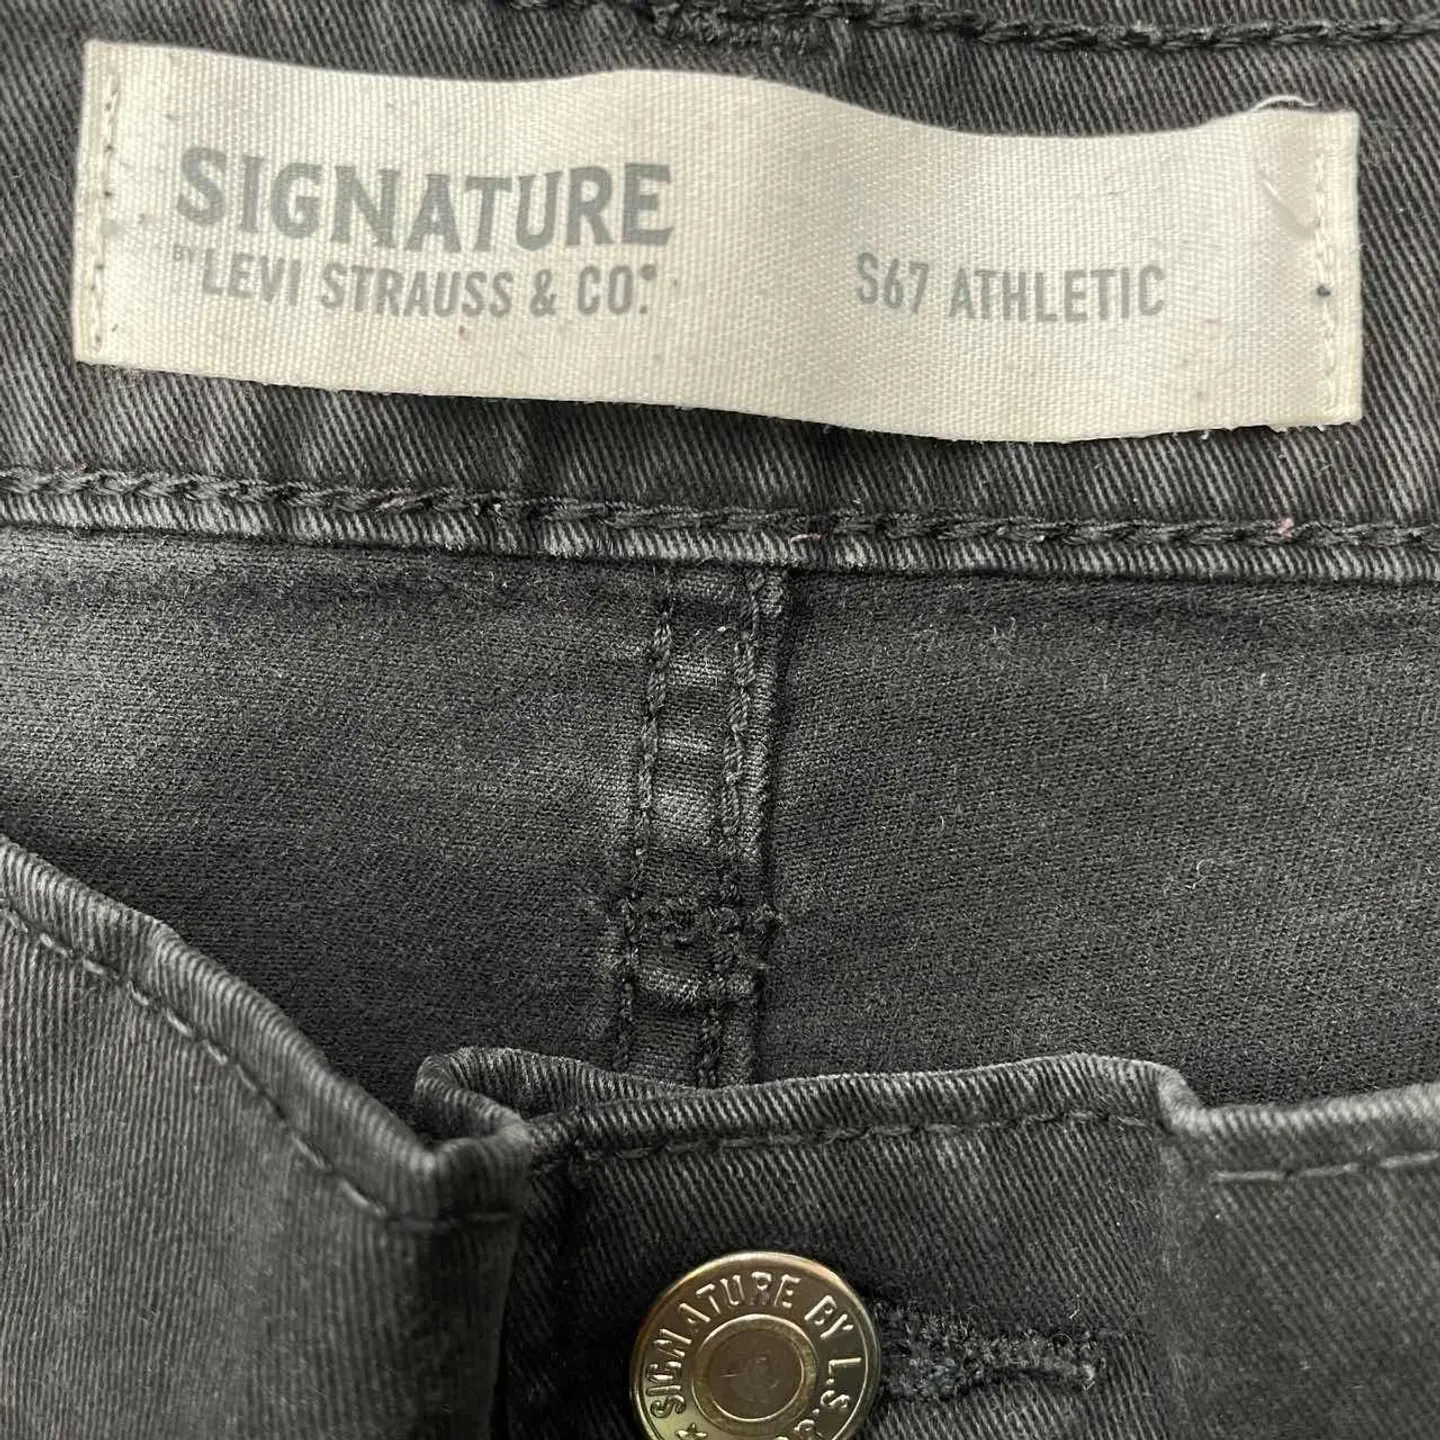 SIGNATURE
BY LEVI STRAUSS & CO.®
S67 ATHLETIC
SIGNATURE BY L.S. &